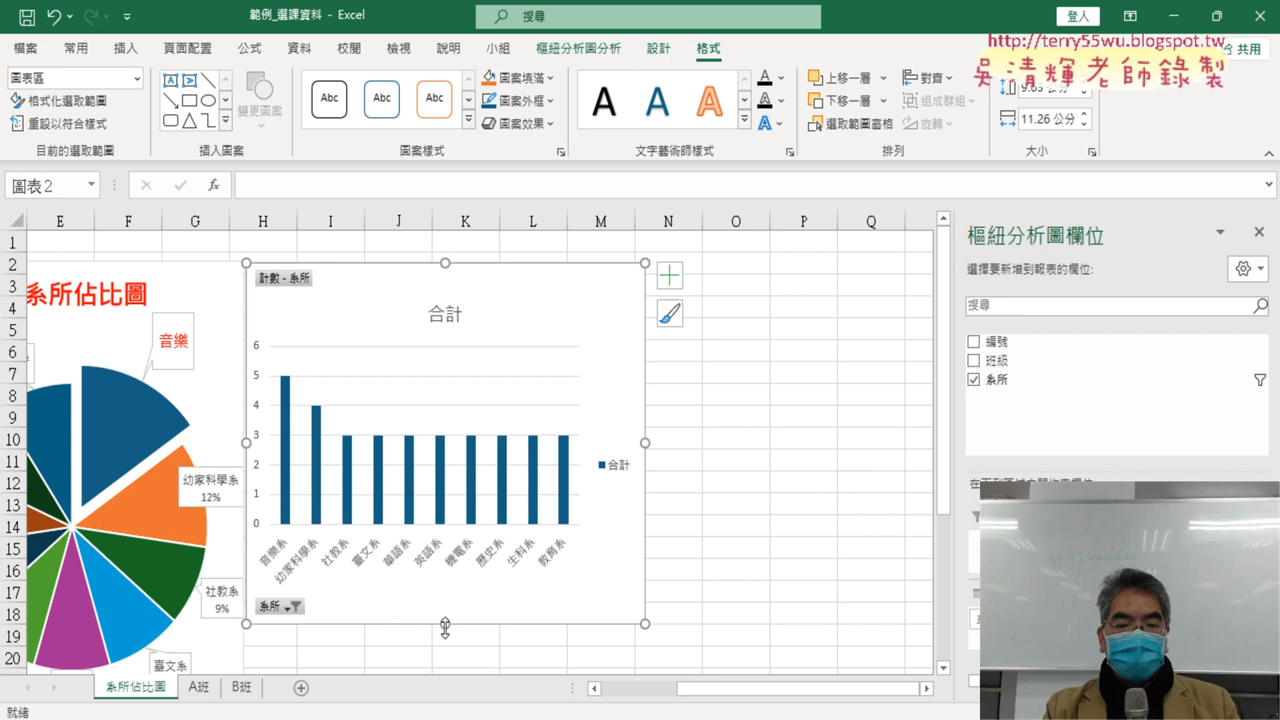 範例_選課資料 - Excel
搜尋
登入
檔案 常用 插入 頁面配置 公式 資料 校閱 檢視 說明 小組 樞紐分析圖分析 設計 格式
共用
http://terry55wu.blogspot.tw
吳清輝老師錄製
圖表區
格式化選取範圍
重設以符合樣式
目前的選取範圍
變更圖案
插入圖案
Abc Abc Abc
圖案填滿
圖案外框
圖案效果
圖案樣式
A A A
文字藝術師樣式
上移一層
下移一層
選取範圍窗格
對齊
組成群組
旋轉
排列
11.26 公分
大小
圖表2
fx
E F G H I J K L M N O P Q
1
2
3
4
5
6
7
8
9
10
11
12
13
14
15
16
17
18
19
20
系所佔比圖
音樂
幼家科學系
12%
社教系
9%
臺文系
計數 - 系所
合計
6
5
4
3
2
1
0
音樂系 幼家科學系 社教系 臺文系 華語系 英語系 機電系 歷史系 生科系 教育系
合計
系所
樞紐分析圖欄位
選擇要新增到報表的欄位:
搜尋
編號
班級
系所
系所佔比圖 A班 B班
就緒